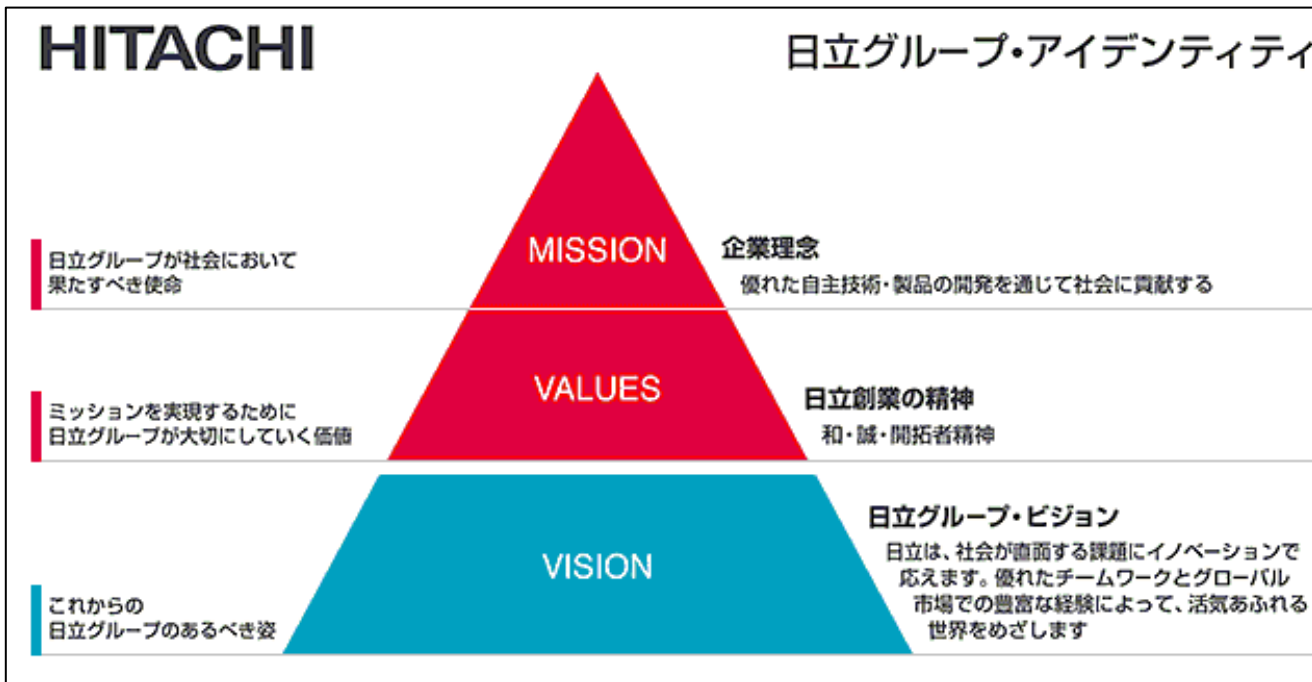 HITACHI
日立グループ・アイデンティティ
日立グループが社会において
果たすべき使命
MISSION
企業理念
優れた自主技術・製品の開発を通じて社会に貢献する
ミッションを実現するために
日立グループが大切にしていく価値
VALUES
日立創業の精神
和・誠・開拓者精神
これからの
日立グループのあるべき姿
VISION
日立グループ・ビジョン
日立は、社会が直面する課題にイノベーションで
応えます。優れたチームワークとグローバル
市場での豊富な経験によって、活気あふれる
世界をめざします